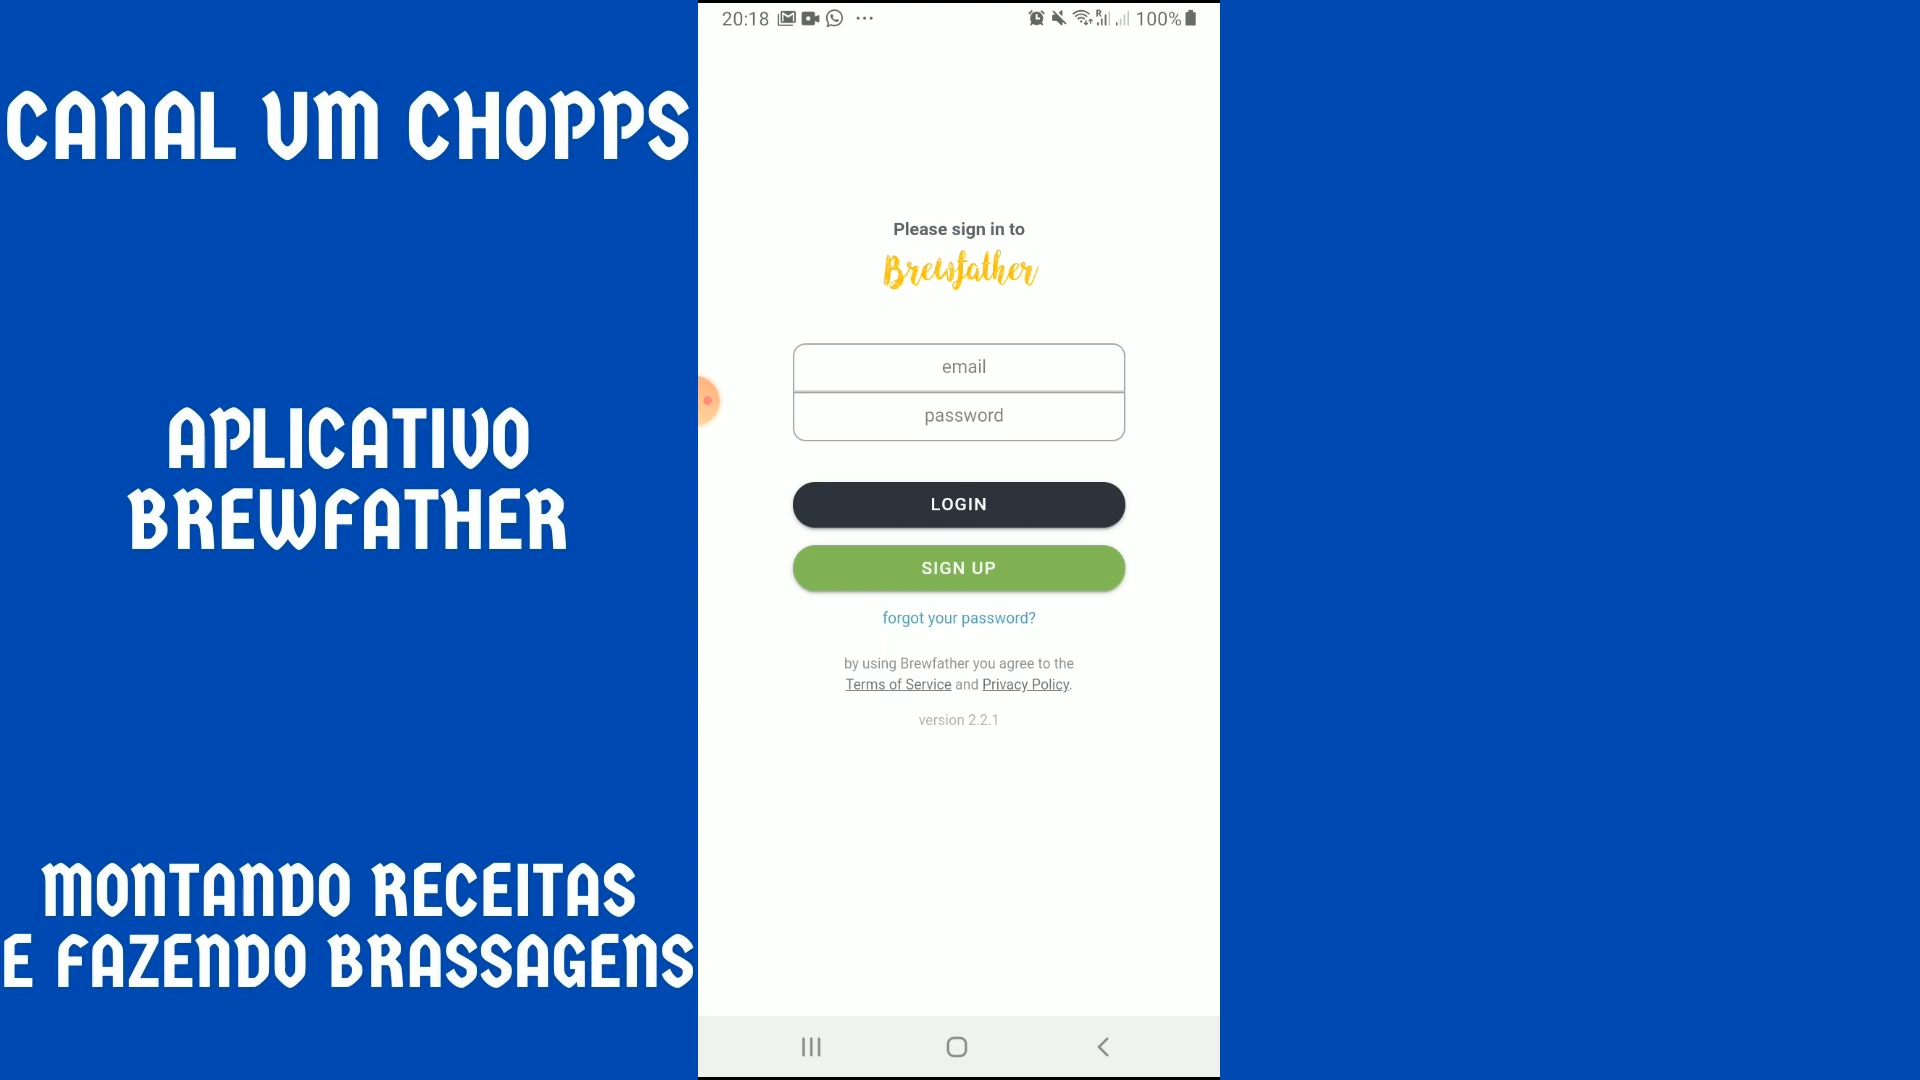 CANAL UM CHOPPS
APLICATIVO
BREWFATHER
MONTANDO RECEITAS
E FAZENDO BRASSAGENS
20:18
100%
Please sign in to
Brewfather
email
password
LOGIN
SIGN UP
forgot your password?
by using Brewfather you agree to the
Terms of Service and Privacy Policy.
version 2.2.1